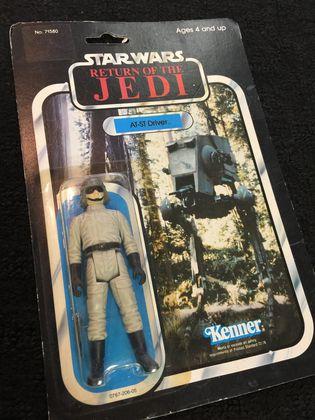 No. 71580
Ages 4 and up
STAR WARS
RETURN OF THE
JEDI
AT-ST Driver
Kenner
0767-206-05